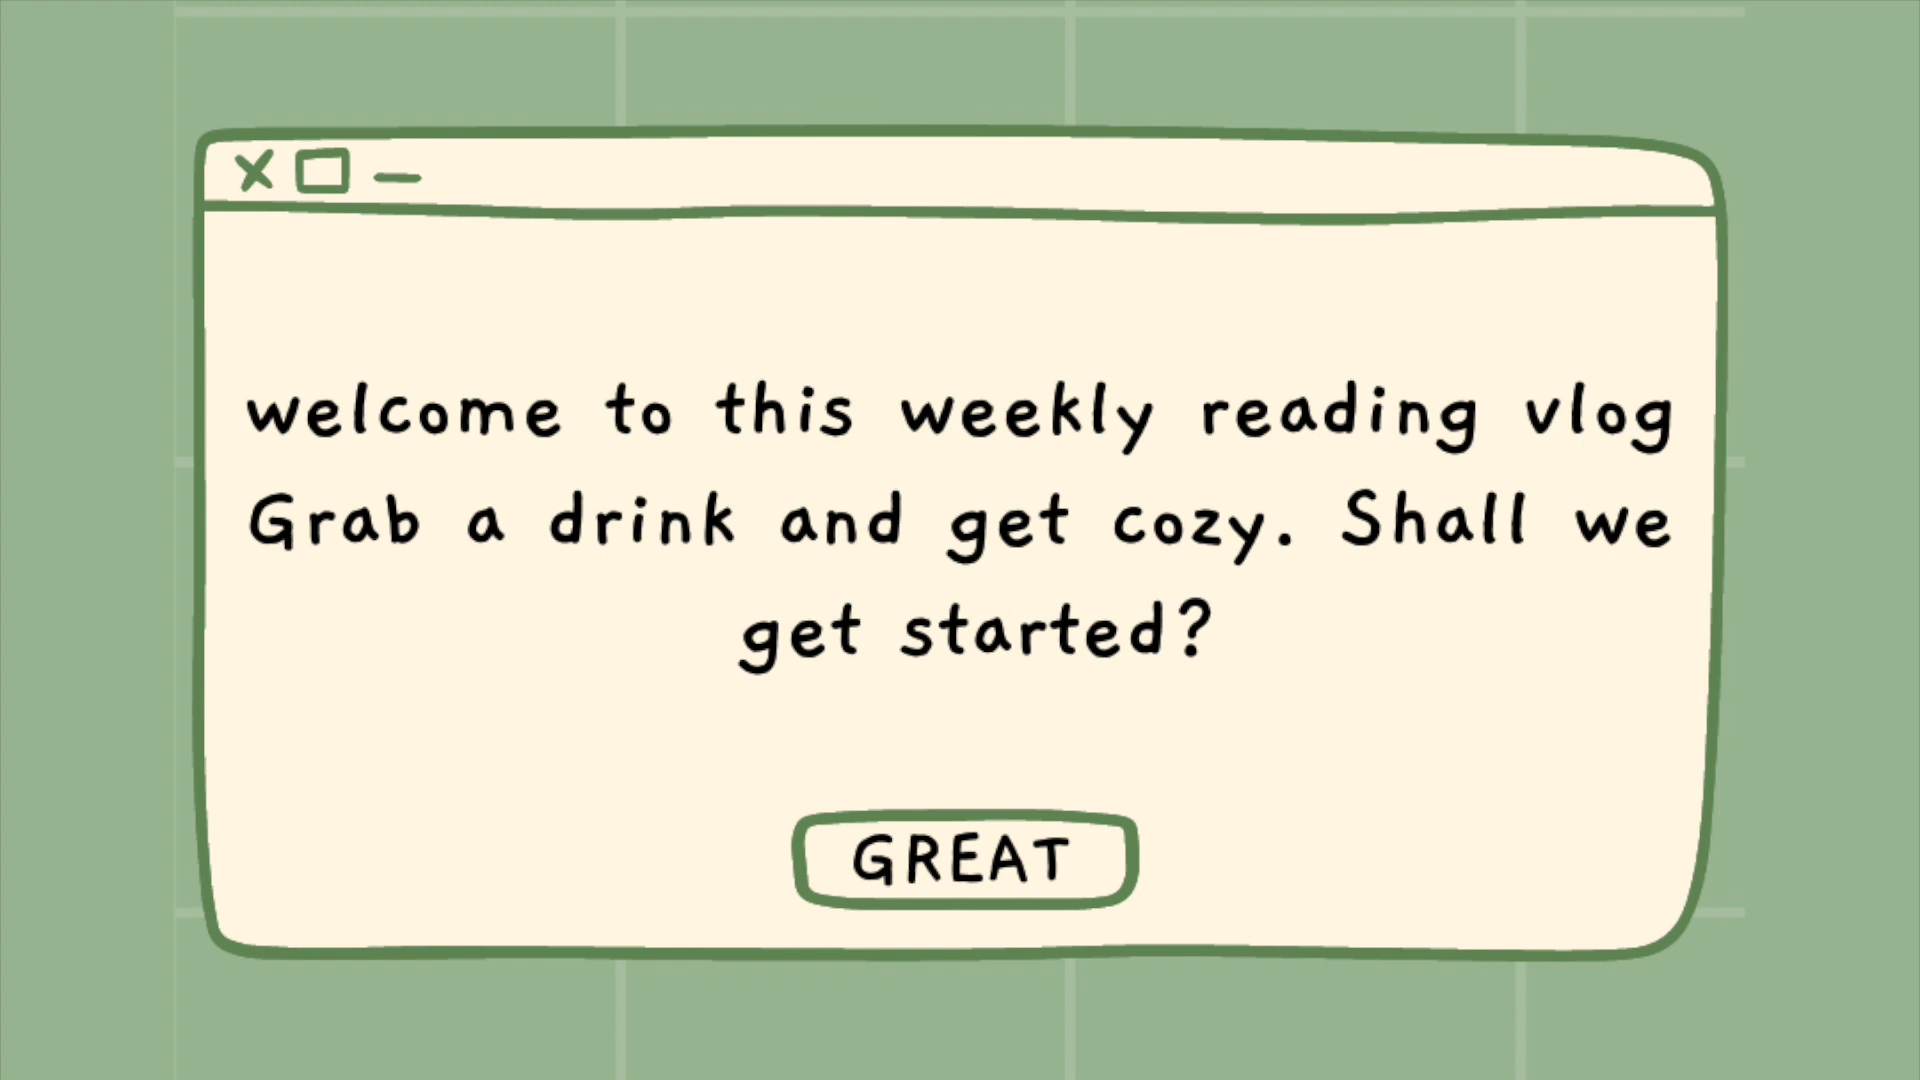 welcome to this weekly reading vlog
Grab a drink and get cozy. Shall we
get started?
GREAT